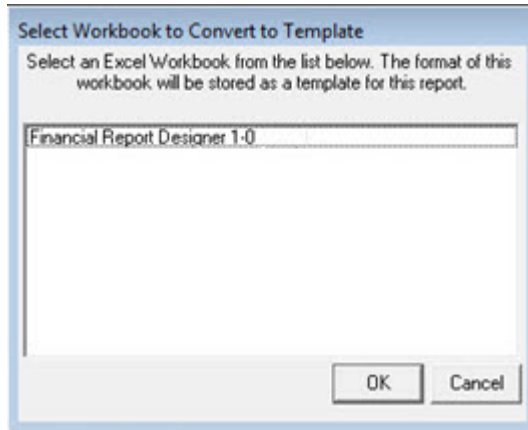 Select Workbook to Convert to Template
Select an Excel Workbook from the list below. The format of this
workbook will be stored as a template for this report.
Financial Report Designer 1-0
OK
Cancel